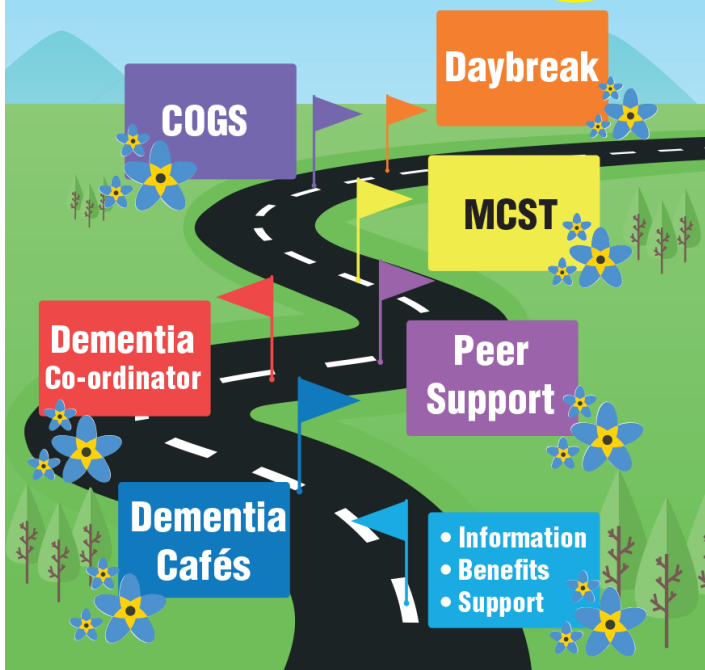 Daybreak
COGS
MCST
Dementia
Co-ordinator
Peer
Support
Dementia
Cafés
• Information
• Benefits
• Support